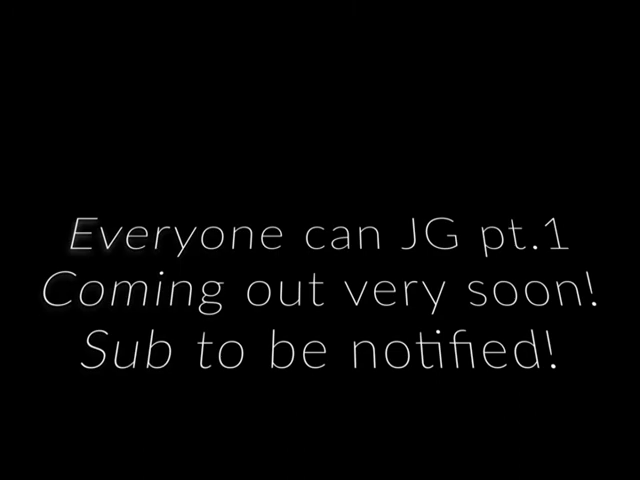 Everyone can JG pt.1
Coming out very soon!
Sub to be notified!